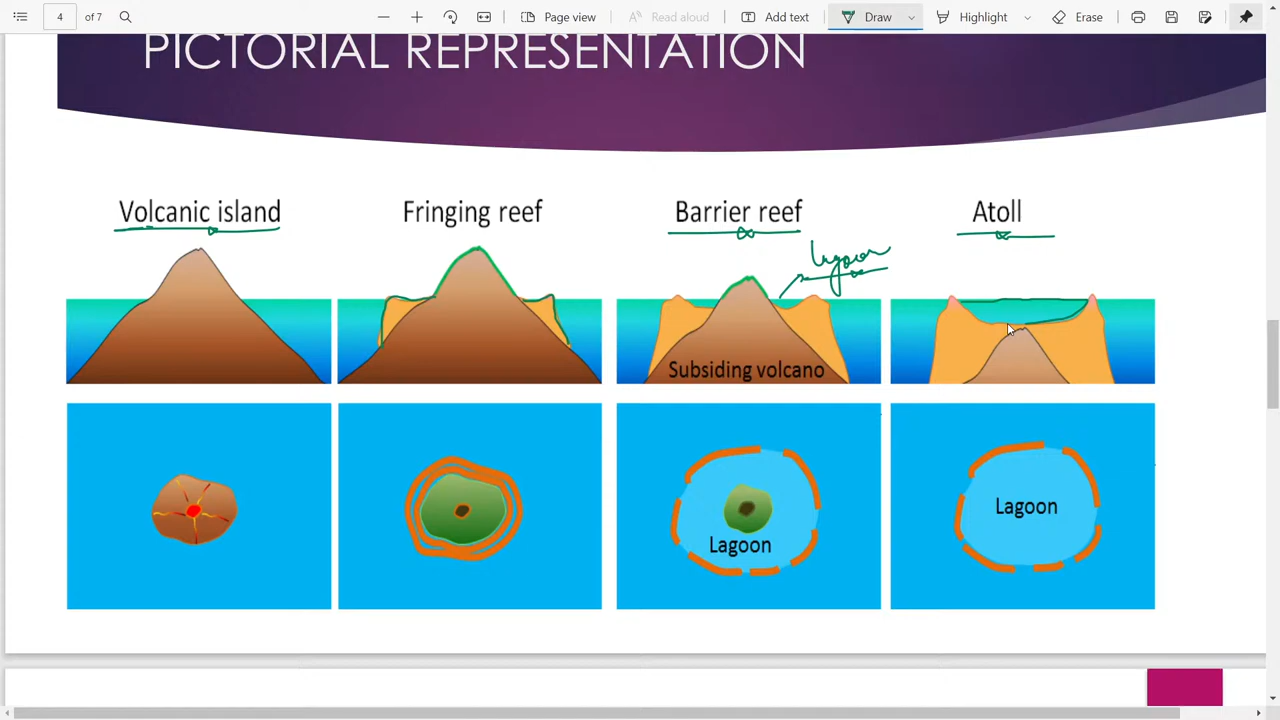 4 of 7 Page view Read aloud Add text Draw Highlight Erase
PICTORIAL REPRESENTATION
Volcanic island Fringing reef Barrier reef Atoll
lagoon
Subsiding volcano
Lagoon
Lagoon